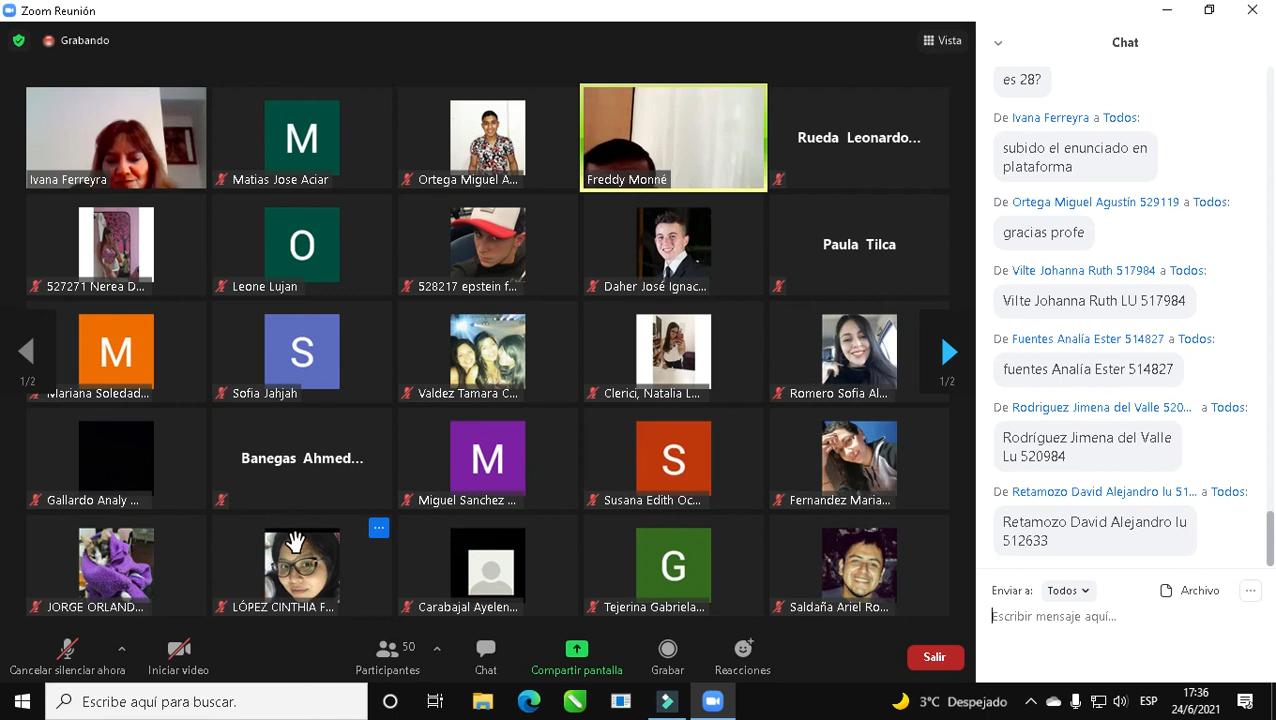 Zoom Reunión
Grabando
Vista
Ivana Ferreyra
M
Matias Jose Aciar
Ortega Miguel A...
Freddy Monné
Rueda Leonardo...
527271 Nerea D...
O
Leone Lujan
528217 epstein f...
Daher José Ignac...
Paula Tilca
1/2
M
Mariana Soledad...
S
Sofia Jahjah
Valdez Tamara C...
Clerici, Natalia L...
Romero Sofia Al...
1/2
Gallardo Analy ...
Banegas Ahmed...
M
Miguel Sanchez ...
S
Susana Edith Oc...
Fernandez Maria...
JORGE ORLAND...
LÓPEZ CINTHIA F...
Carabajal Ayelen...
G
Tejerina Gabriela...
Saldaña Ariel Ro...
Cancelar silenciar ahora
Iniciar video
50
Participantes
Chat
Compartir pantalla
Grabar
Reacciones
Salir
Chat
es 28?
De Ivana Ferreyra a Todos:
subido el enunciado en
plataforma
De Ortega Miguel Agustín 529119 a Todos:
gracias profe
De Vilte Johanna Ruth 517984 a Todos:
Vilte Johanna Ruth LU 517984
De Fuentes Analía Ester 514827 a Todos:
fuentes Analía Ester 514827
De Rodriguez Jimena del Valle 520... a Todos:
Rodríguez Jimena del Valle
Lu 520984
De Retamozo David Alejandro lu 51... a Todos:
Retamozo David Alejandro lu
512633
Enviar a: Todos
Archivo
Escribir mensaje aquí...
Escribe aquí para buscar.
3°C Despejado
ESP
17:36
24/6/2021